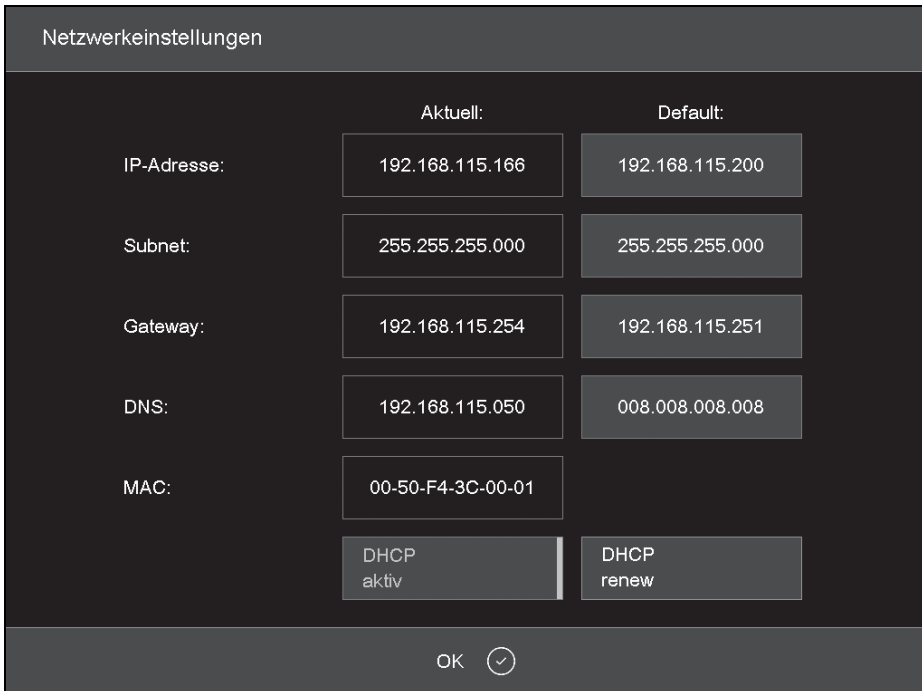 Netzwerkeinstellungen
Aktuell: Default:
IP-Adresse: 192.168.115.166 192.168.115.200
Subnet: 255.255.255.000 255.255.255.000
Gateway: 192.168.115.254 192.168.115.251
DNS: 192.168.115.050 008.008.008.008
MAC: 00-50-F4-3C-00-01
DHCP DHCP
aktiv renew
OK